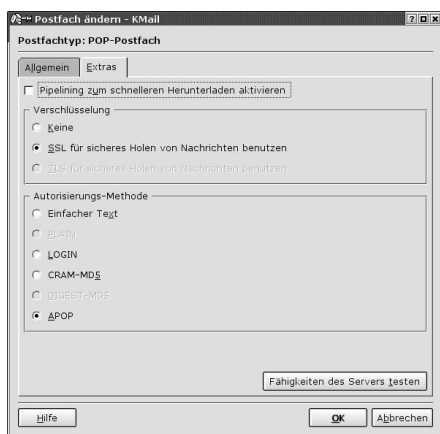 Postfach ändern - KMail
Postfachtyp: POP-Postfach
Allgemein Extras
Pipelining zum schnelleren Herunterladen aktivieren
Verschlüsselung
Keine
SSL für sicheres Holen von Nachrichten benutzen
TLS für sicheres Holen von Nachrichten benutzen
Autorisierungs-Methode
Einfacher Text
PLAIN
LOGIN
CRAM-MD5
DIGEST-MD5
APOP
Fähigkeiten des Servers testen
Hilfe OK Abbrechen